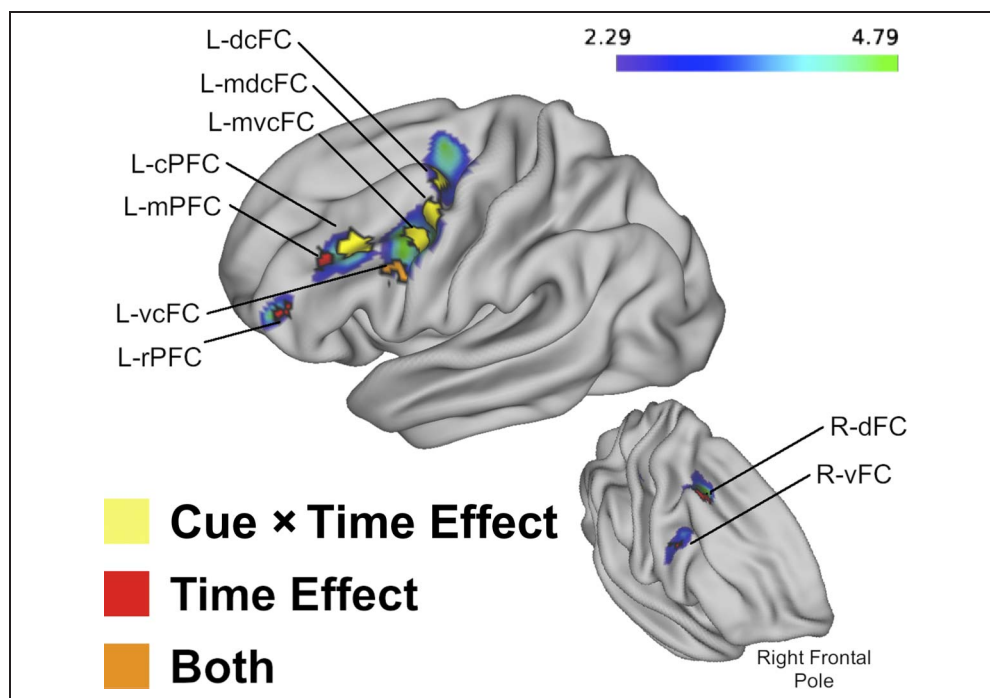 L-dcFC
2.29
4.79
L-mdcFC
L-mvcFC
L-cPFC
L-mPFC
L-vcFC
L-rPFC
R-dFC
R-vFC
Cue × Time Effect
Time Effect
Both
Right Frontal
Pole